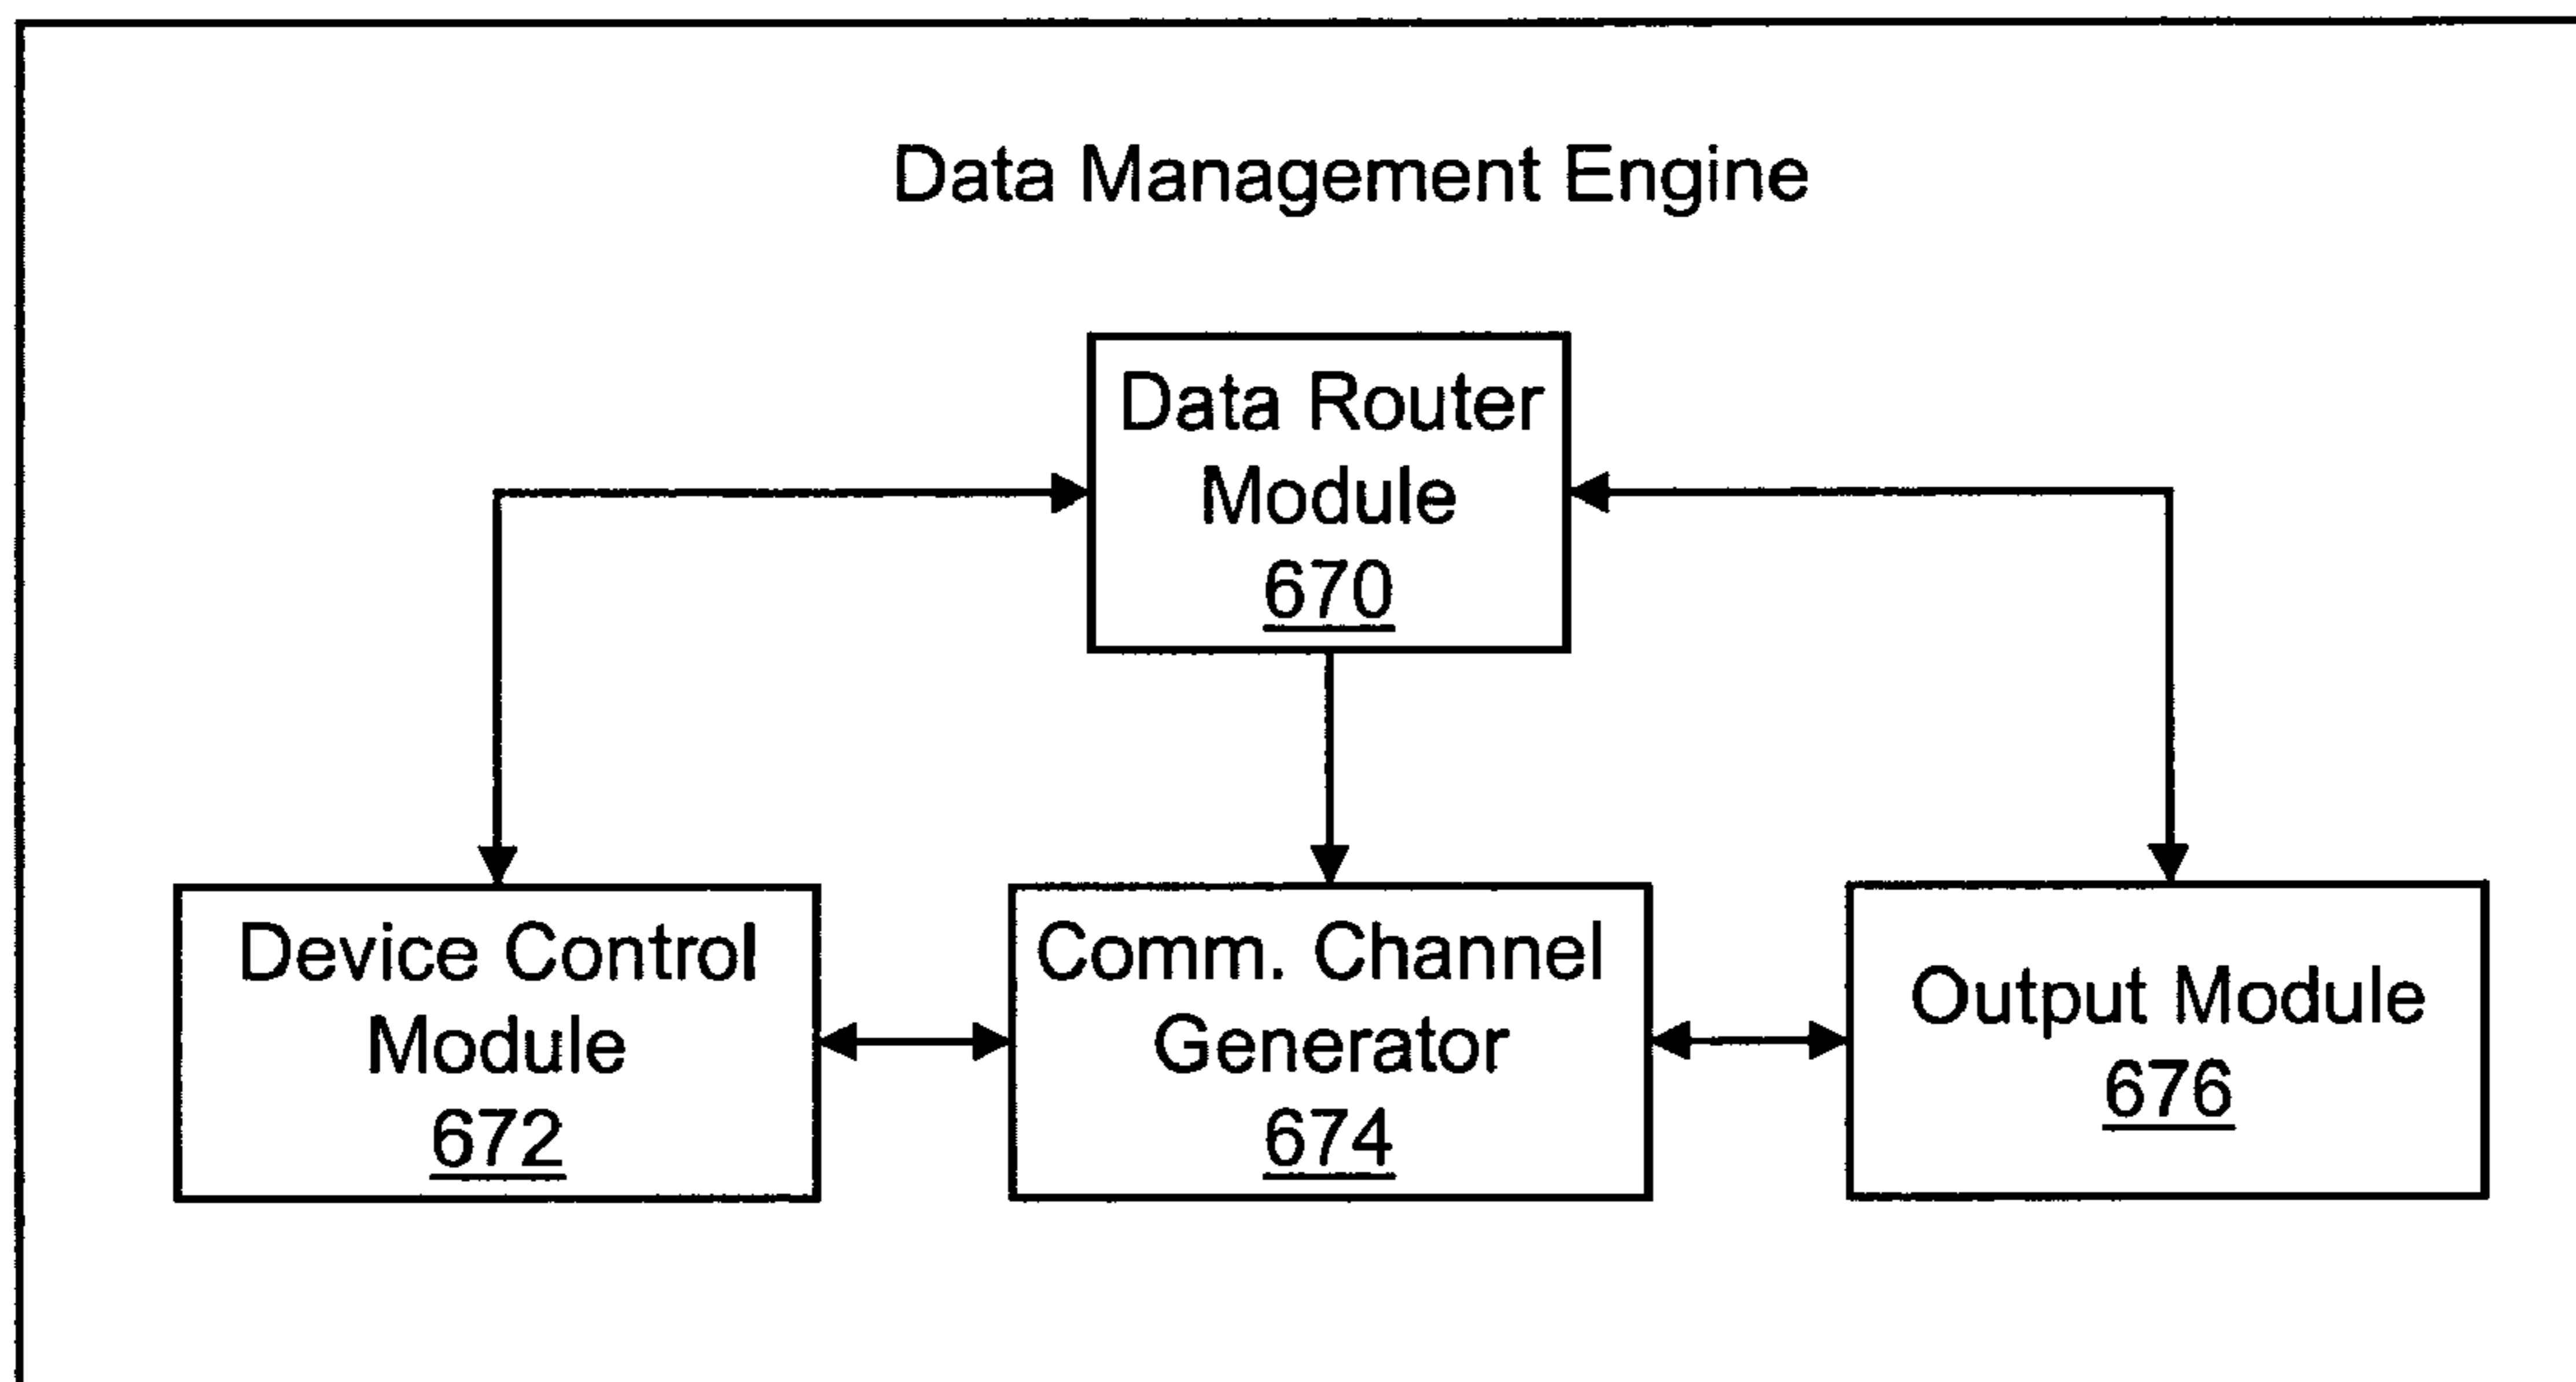 Data Management Engine
Data Router
Module
670
Device Control
Module
672
Comm. Channel
Generator
674
Output Module
676